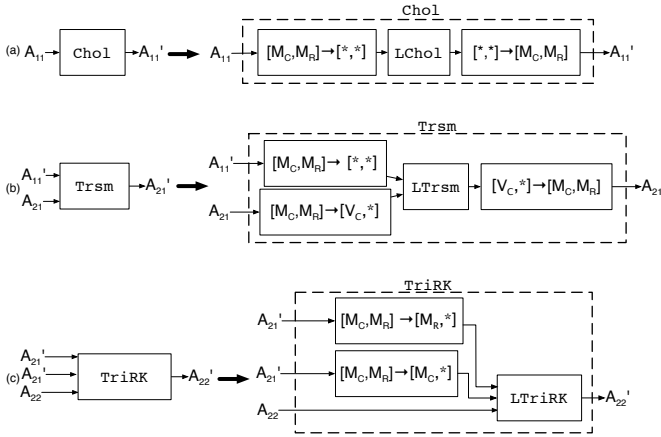 Chol
(a) A11 Chol A11' A11 [MC,MR]→[*,*] LChol [*,*]→[MC,MR] A11'
Trsm
A11' [MC,MR]→ [*,*]
(b) A11' A21 Trsm A21' LTrsm [VC,*]→[MC,MR] A21
A21 [MC,MR]→[VC,*]
TriRK
A21' [MC,MR] →[MR,*]
A21'
(c) A21' TriRK A22' A21' [MC,MR]→[MC,*]
A22 A22 LTriRK A22'